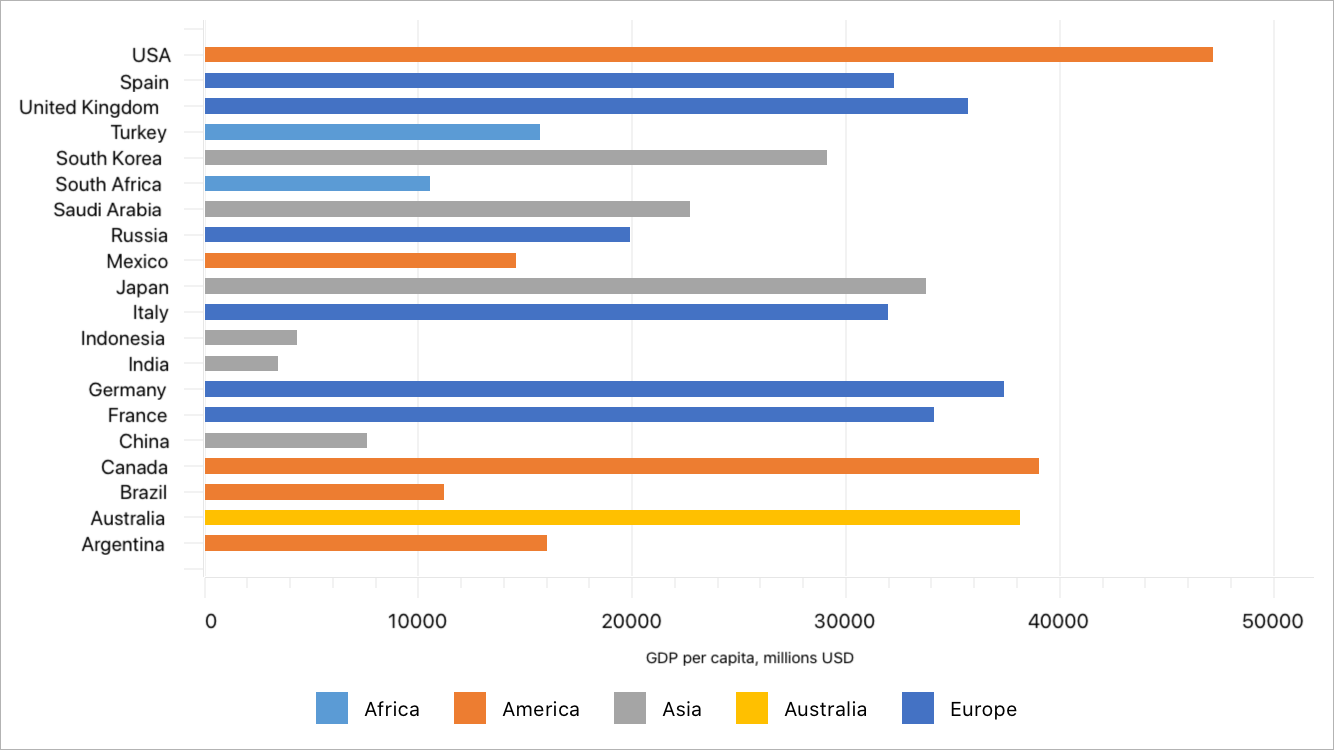 USA
Spain
United Kingdom
Turkey
South Korea
South Africa
Saudi Arabia
Russia
Mexico
Japan
Italy
Indonesia
India
Germany
France
China
Canada
Brazil
Australia
Argentina
0 10000 20000 30000 40000 50000
GDP per capita, millions USD
Africa America Asia Australia Europe